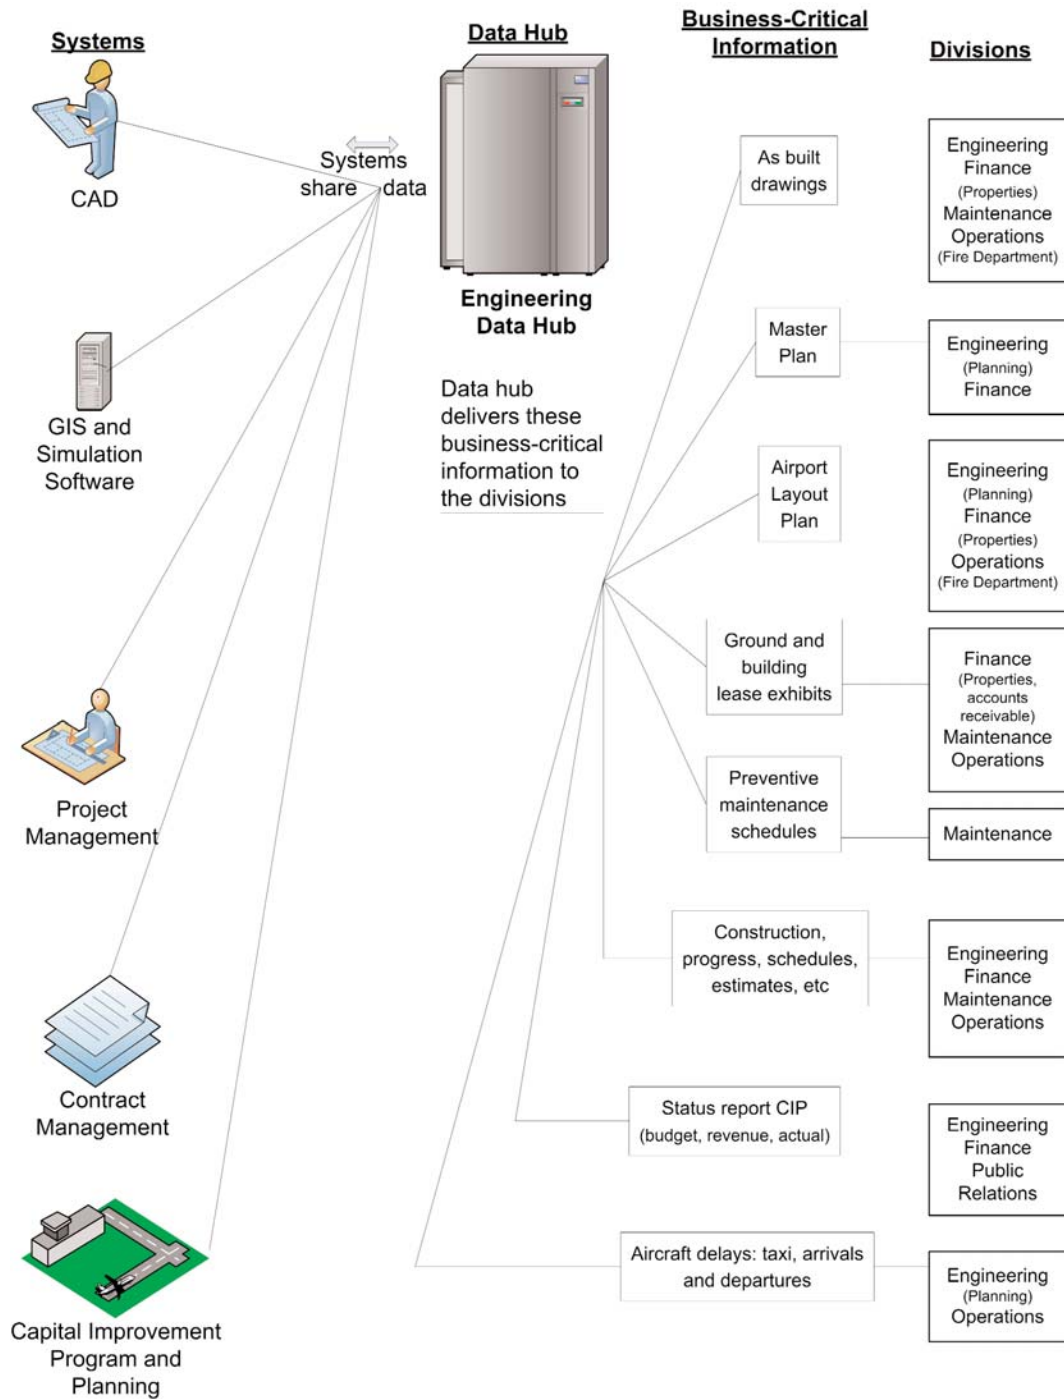 Systems
CAD
GIS and
Simulation
Software
Project
Management
Contract
Management
Capital Improvement
Program and
Planning
Systems
share data
Data Hub
Engineering
Data Hub
Data hub
delivers these
business-critical
information to
the divisions
Business-Critical
Information
As built
drawings
Master
Plan
Airport
Layout
Plan
Ground and
building
lease exhibits
Preventive
maintenance
schedules
Construction,
progress, schedules,
estimates, etc
Status report CIP
(budget, revenue, actual)
Aircraft delays: taxi, arrivals
and departures
Divisions
Engineering
Finance
(Properties)
Maintenance
Operations
(Fire Department)
Engineering
(Planning)
Finance
Engineering
(Planning)
Finance
(Properties)
Operations
(Fire Department)
Finance
(Properties,
accounts
receivable)
Maintenance
Operations
Maintenance
Engineering
Finance
Maintenance
Operations
Engineering
Finance
Public
Relations
Engineering
(Planning)
Operations